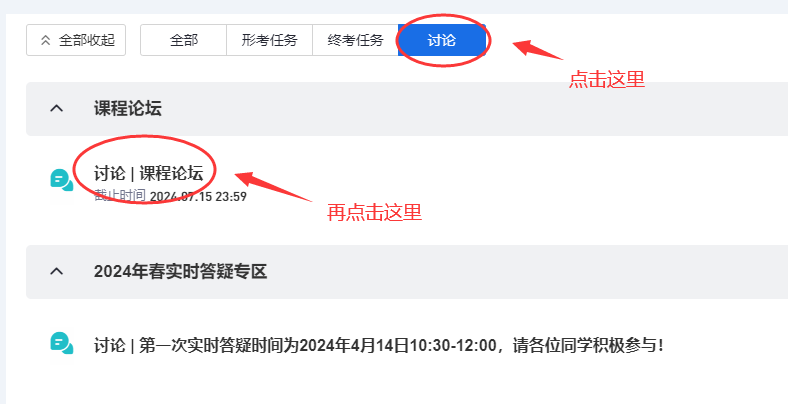 全部收起 全部 形考任务 终考任务 讨论
点击这里
课程论坛
讨论 | 课程论坛
截止时间 2024.07.15 23:59
再点击这里
2024年春实时答疑专区
讨论 | 第一次实时答疑时间为2024年4月14日10:30-12:00，请各位同学积极参与！